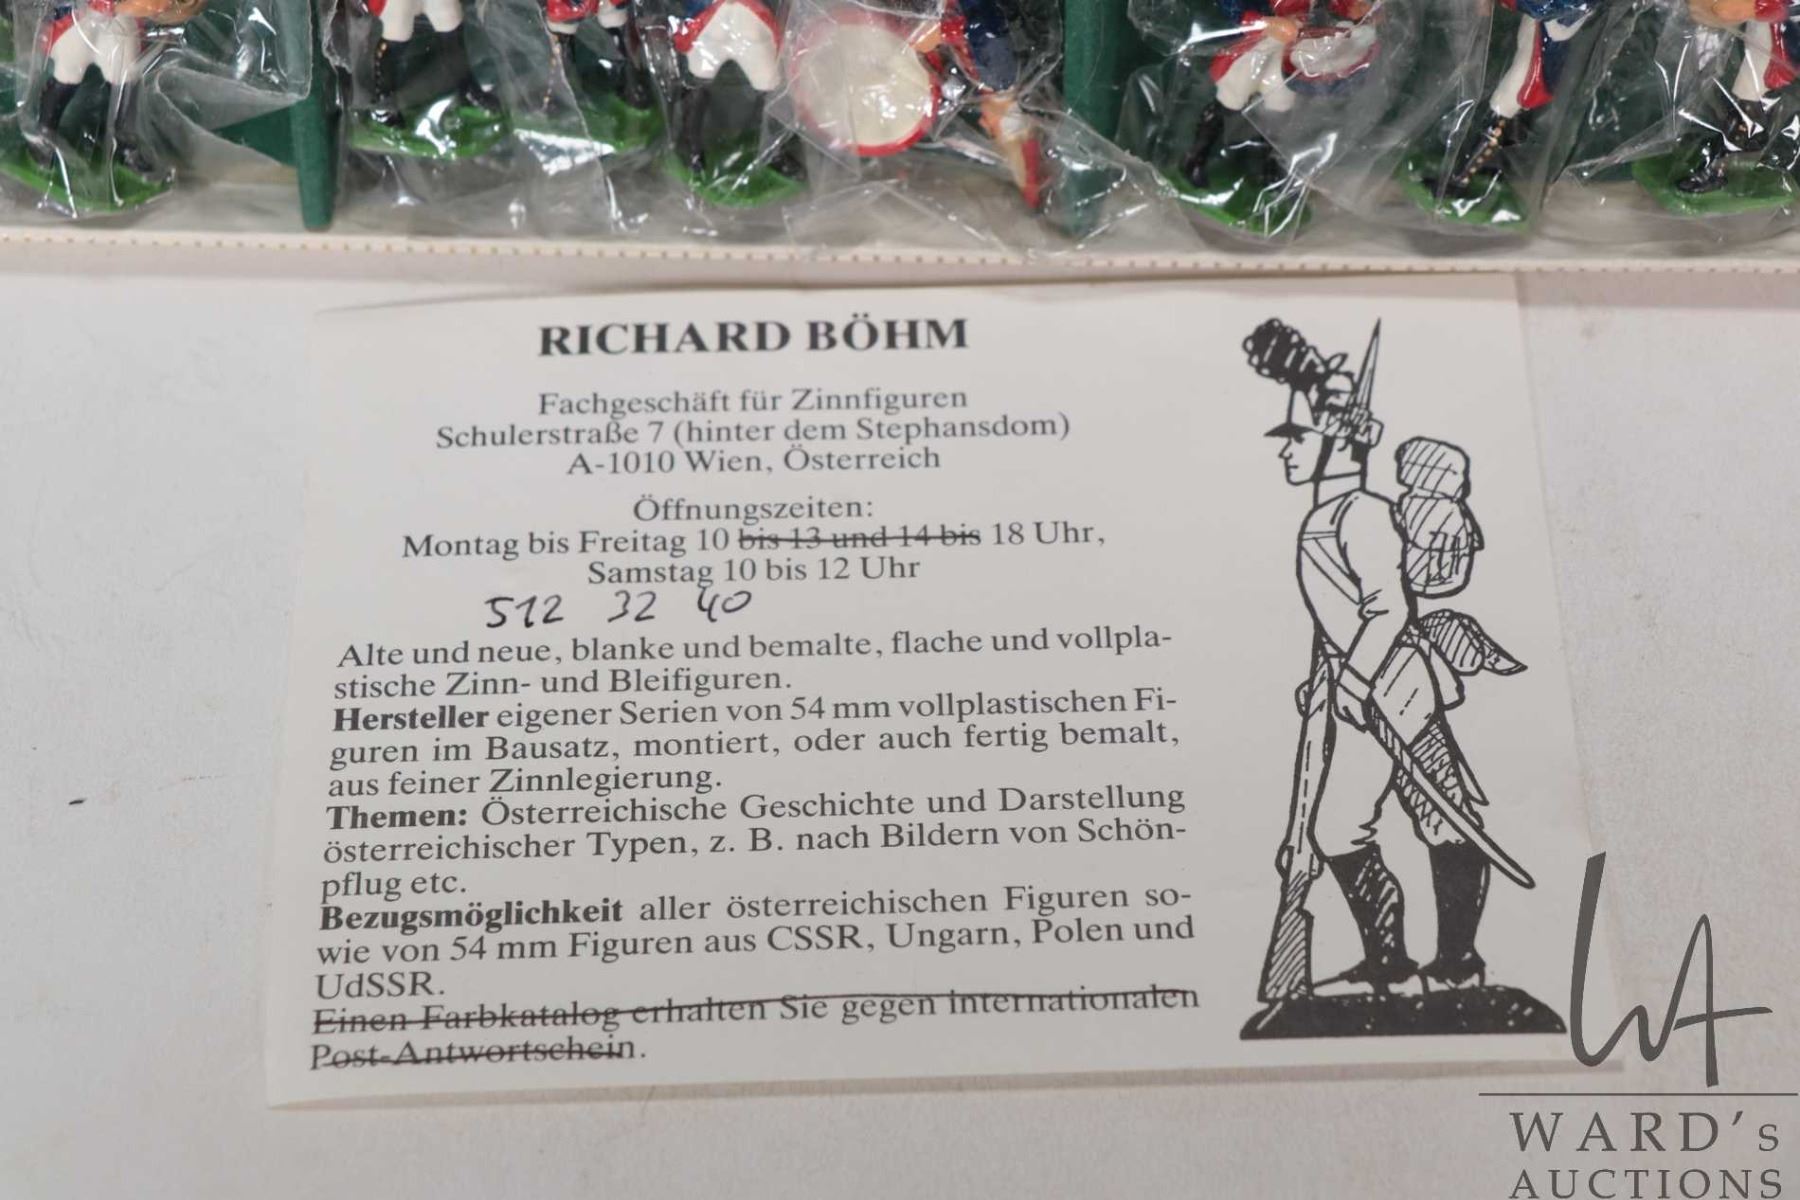 RICHARD BÖHM
Fachgeschäft für Zinnfiguren
Schulerstraße 7 (hinter dem Stephansdom)
A-1010 Wien, Österreich
Öffnungszeiten:
Montag bis Freitag 10 bis 13 und 14 bis 18 Uhr,
Samstag 10 bis 12 Uhr
512 32 40
Alte und neue, blanke und bemalte, flache und vollpla-
stische Zinn- und Bleifiguren.
Hersteller eigener Serien von 54 mm vollplastischen Fi-
guren im Bausatz, montiert, oder auch fertig bemalt,
aus feiner Zinnlegierung.
Themen: Österreichische Geschichte und Darstellung
österreichischer Typen, z. B. nach Bildern von Schön-
pflug etc.
Bezugsmöglichkeit aller österreichischen Figuren so-
wie von 54 mm Figuren aus CSSR, Ungarn, Polen und
UdSSR.
Einen Farbkatalog erhalten Sie gegen internationalen
Post-Antwortschein.
WA
WARD's
AUCTIONS